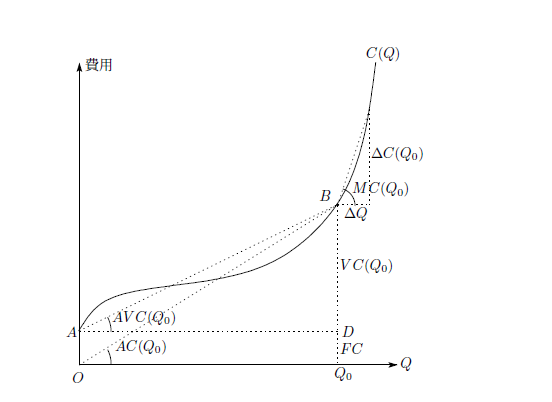 C(Q)
費用
ΔC(Q₀)
B
MC(Q₀)
ΔQ
VC(Q₀)
AVC(Q₀)
A
D
AC(Q₀)
FC
Q
O
Q₀